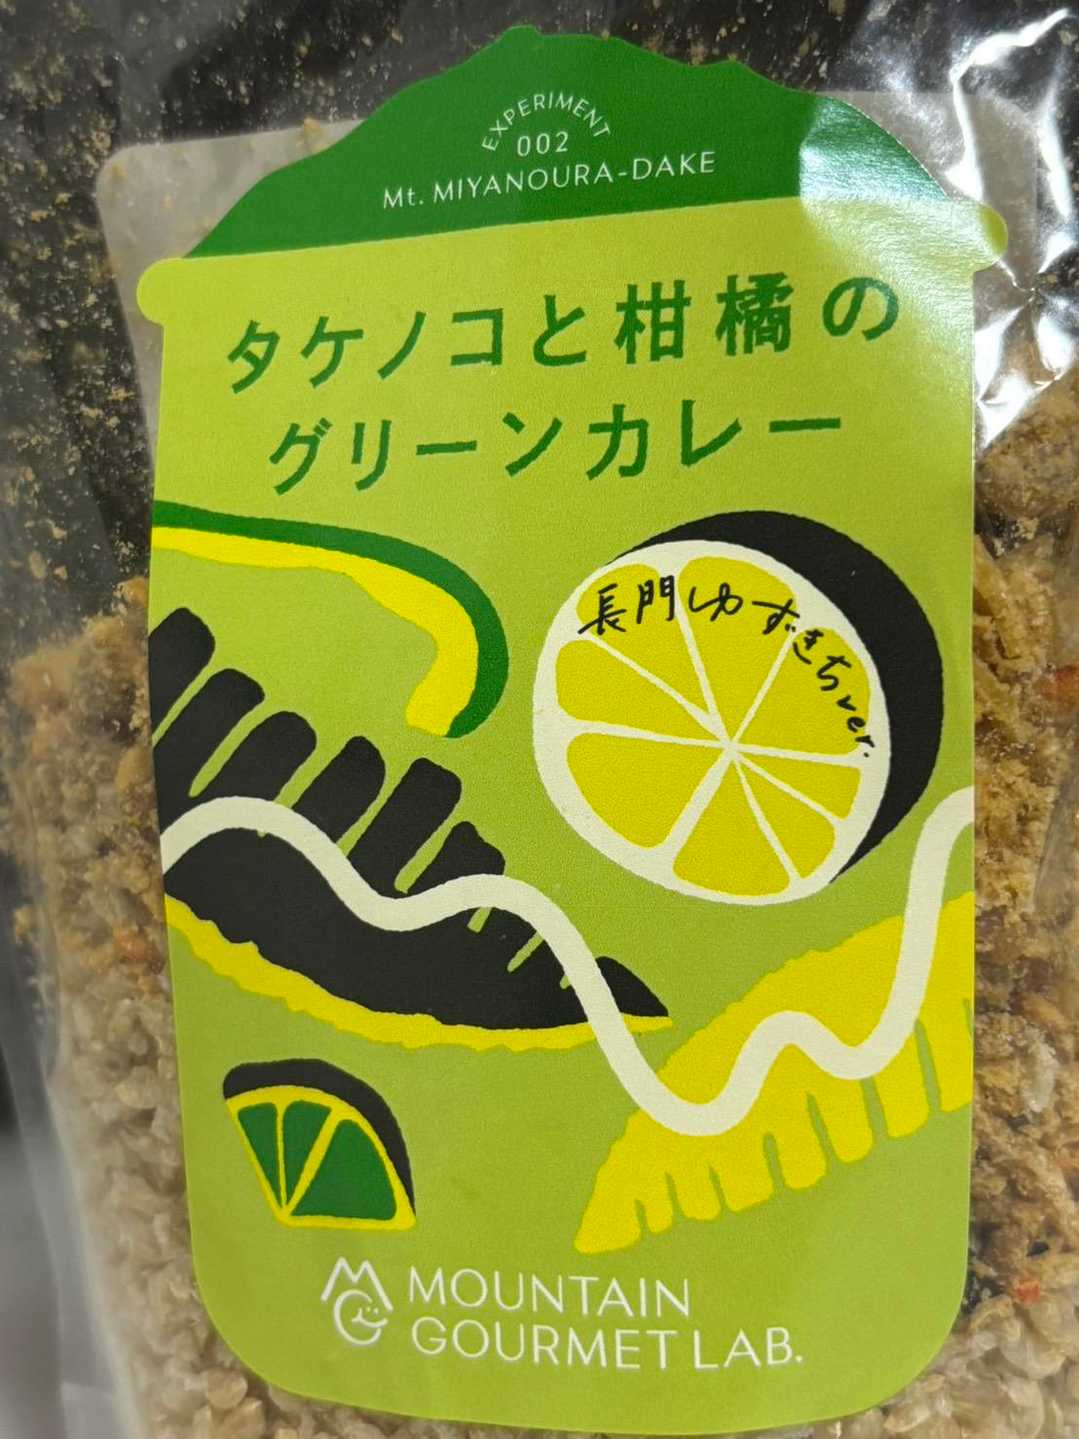 EXPERIMENT
002
Mt. MIYANOURA-DAKE
タケノコと柑橘の
グリーンカレー
長門ゆずきちver.
MOUNTAIN
GOURMET LAB.